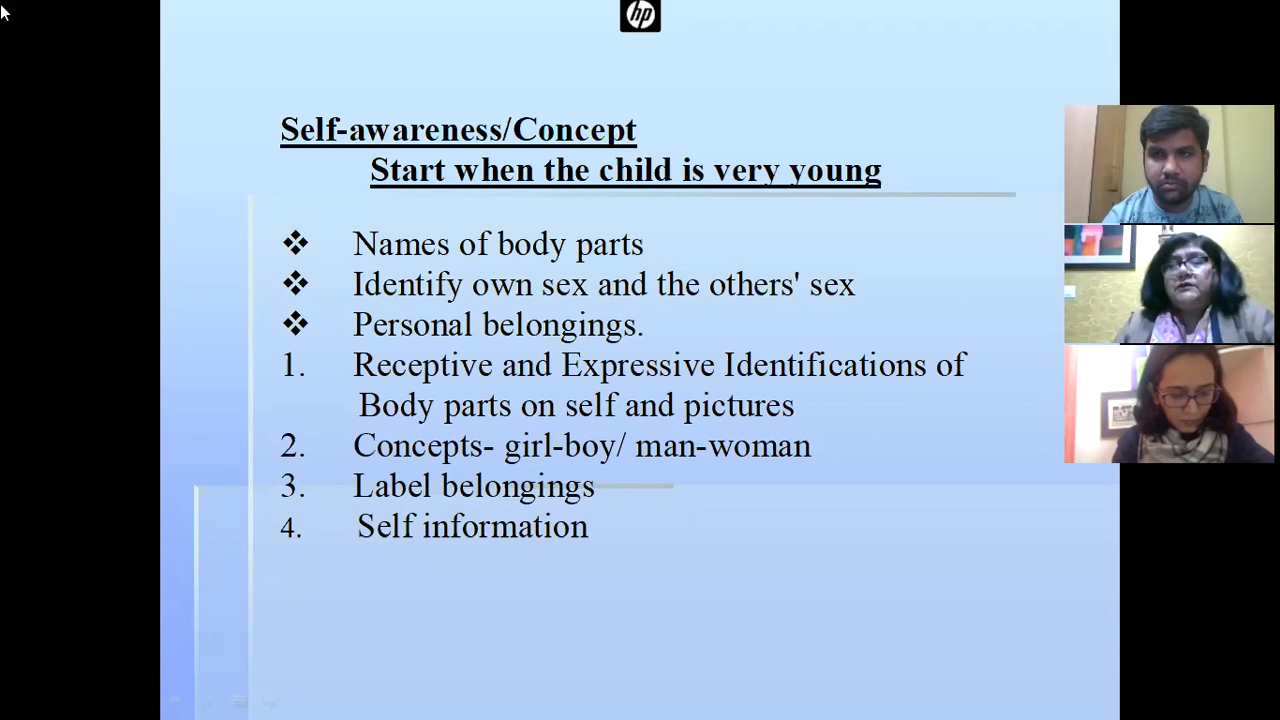 hp
Self-awareness/Concept
Start when the child is very young
❖ Names of body parts
❖ Identify own sex and the others' sex
❖ Personal belongings.
1. Receptive and Expressive Identifications of
Body parts on self and pictures
2. Concepts- girl-boy/ man-woman
3. Label belongings
4. Self information